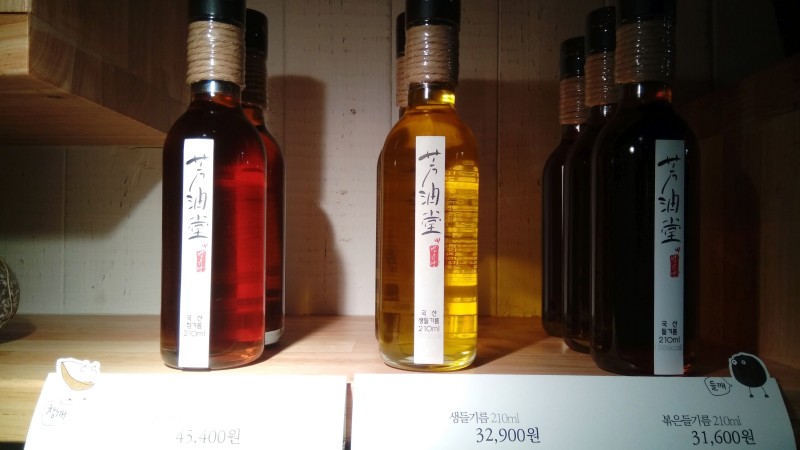 芳油堂
국산
참기름
210ml
芳油堂
국산
생들기름
210ml
芳油堂
국산
들기름
210ml
참깨
45,400원
생들기름 210ml
32,900원
들깨
볶은들기름 210ml
31,600원